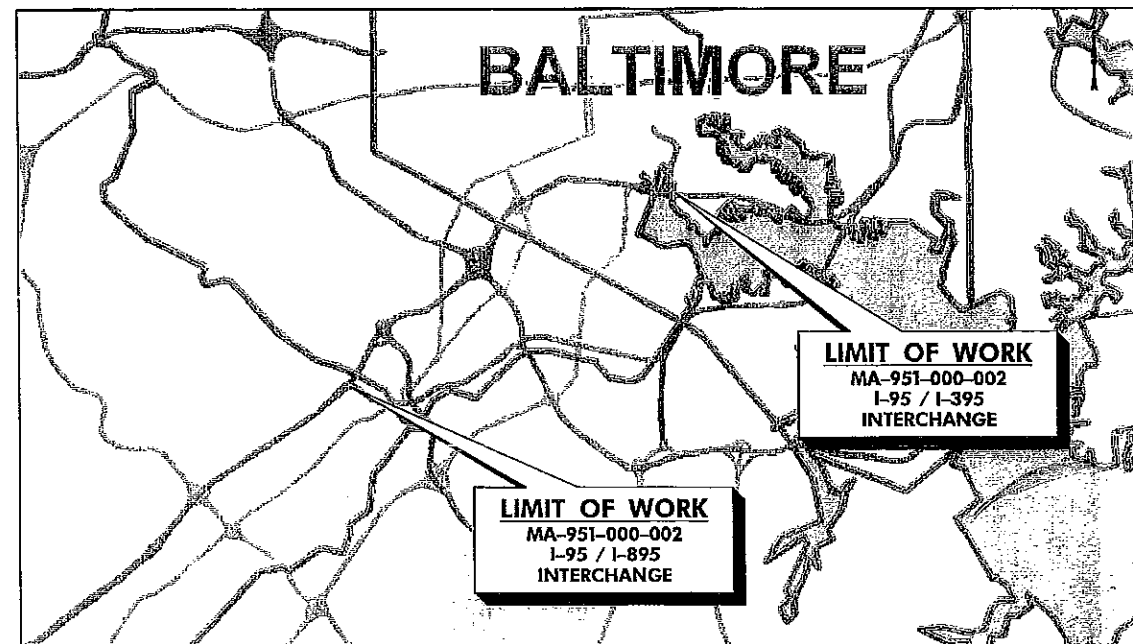 BALTIMORE
LIMIT OF WORK
MA-951-000-002
I-95 / I-395
INTERCHANGE
LIMIT OF WORK
MA-951-000-002
I-95 / I-895
INTERCHANGE